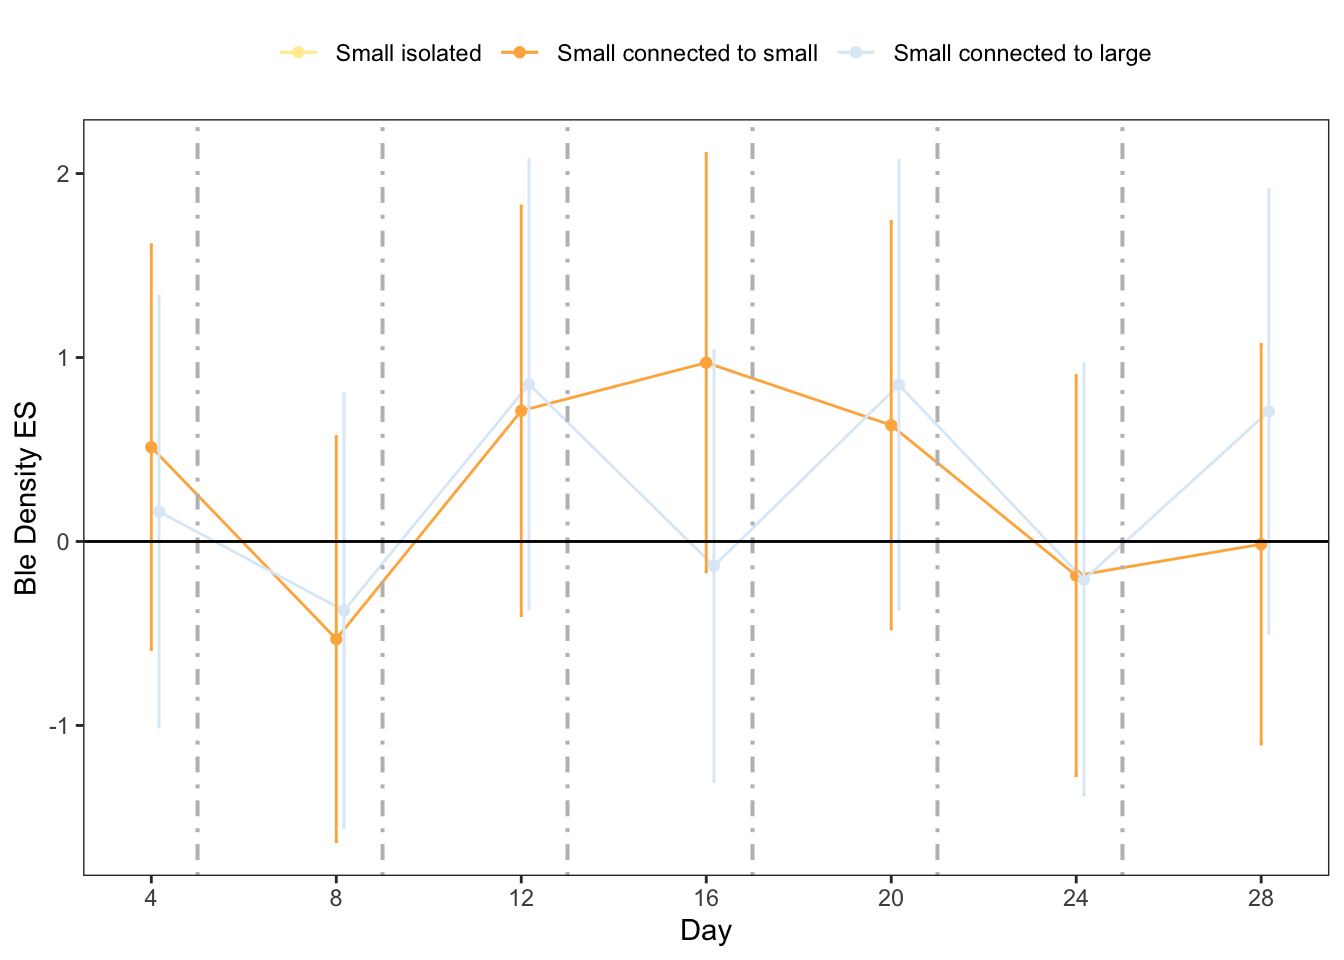 Small isolated Small connected to small Small connected to large
Ble Density ES
2
1
0
-1
4 8 12 16 20 24 28
Day